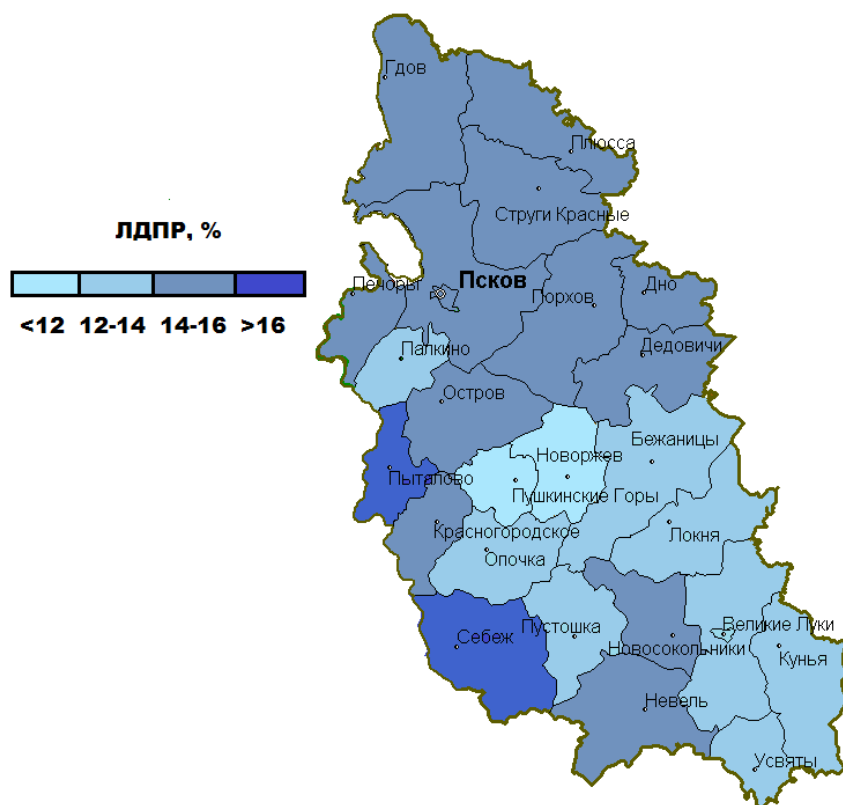 Гдов
Плюсса
Струги Красные
ЛДПР, %
Печоры
Псков
Порхов
Дно
<12 12-14 14-16 >16
Палкино
Дедовичи
Остров
Бежаницы
Новоржев
Пыталово
Пушкинские Горы
Красногородское
Локня
Опочка
Пустошка
Великие Луки
Себеж
Новосокольники
Кунья
Невель
Усвяты